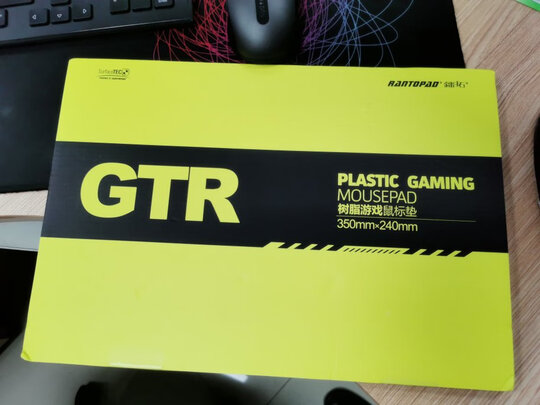 RANTOPAD 镭拓
GTR
PLASTIC GAMING
MOUSEPAD
树脂游戏鼠标垫
350mm×240mm